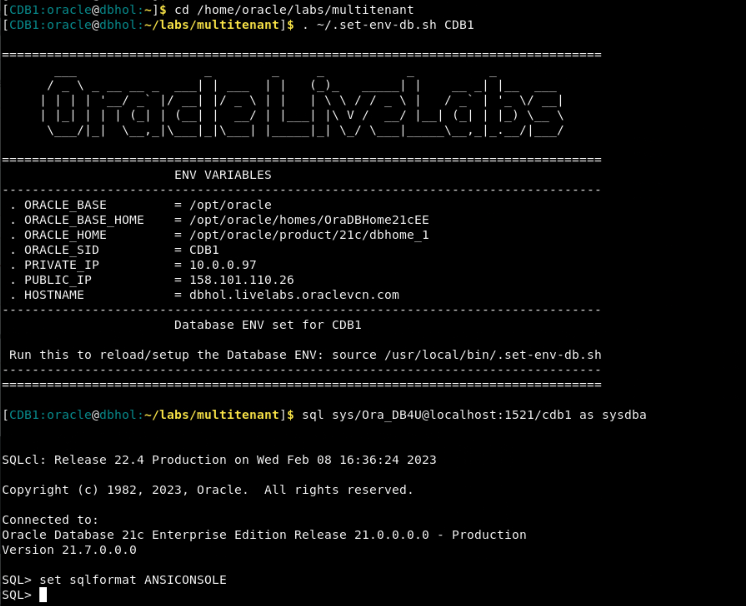 [CDB1:oracle@dbhol:~]$ cd /home/oracle/labs/multitenant
[CDB1:oracle@dbhol:~/labs/multitenant]$ . ~/.set-env-db.sh CDB1
================================================================================
Oracle LiveLabs
================================================================================
ENV VARIABLES
--------------------------------------------------------------------------------
. ORACLE_BASE = /opt/oracle
. ORACLE_BASE_HOME = /opt/oracle/homes/OraDBHome21cEE
. ORACLE_HOME = /opt/oracle/product/21c/dbhome_1
. ORACLE_SID = CDB1
. PRIVATE_IP = 10.0.0.97
. PUBLIC_IP = 158.101.110.26
. HOSTNAME = dbhol.livelabs.oraclevcn.com
--------------------------------------------------------------------------------
Database ENV set for CDB1
Run this to reload/setup the Database ENV: source /usr/local/bin/.set-env-db.sh
--------------------------------------------------------------------------------
================================================================================
[CDB1:oracle@dbhol:~/labs/multitenant]$ sql sys/Ora_DB4U@localhost:1521/cdb1 as sysdba
SQLcl: Release 22.4 Production on Wed Feb 08 16:36:24 2023
Copyright (c) 1982, 2023, Oracle.  All rights reserved.
Connected to:
Oracle Database 21c Enterprise Edition Release 21.0.0.0.0 - Production
Version 21.7.0.0.0
SQL> set sqlformat ANSICONSOLE
SQL>